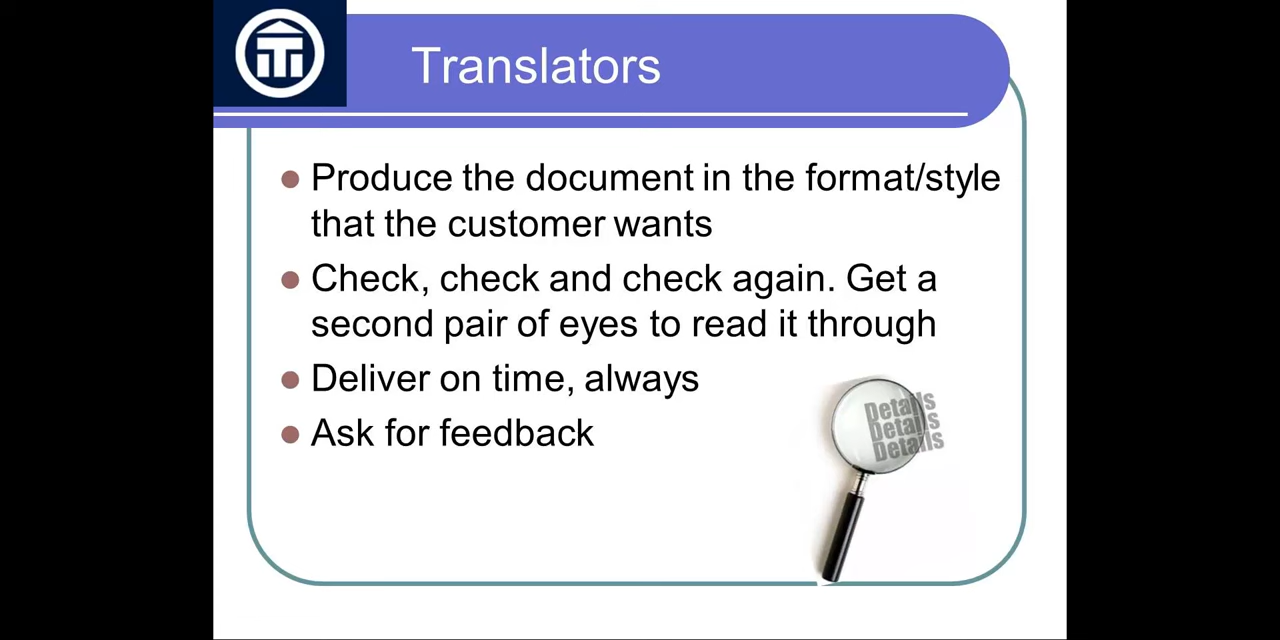 Translators
Produce the document in the format/style
that the customer wants
Check, check and check again. Get a
second pair of eyes to read it through
Deliver on time, always
Ask for feedback
Details
Details
Details